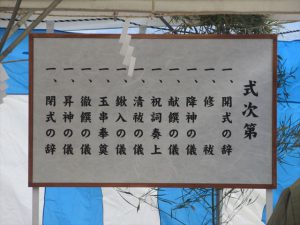 式次第
一、開式の辞
一、修祓
一、降神の儀
一、献饌の儀
一、祝詞奏上
一、清祓の儀
一、鍬入の儀
一、玉串奉奠
一、徹饌の儀
一、昇神の儀
一、閉式の辞